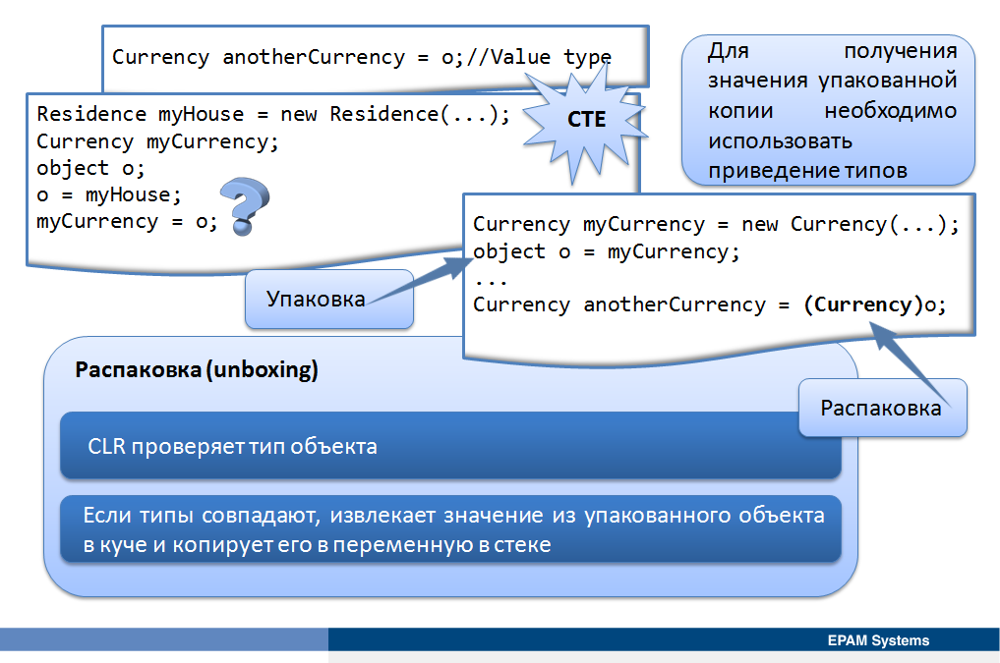 Currency anotherCurrency = o;//Value type
Для получения
значения упакованной
копии необходимо
использовать
приведение типов
CTE
Residence myHouse = new Residence(...);
Currency myCurrency;
object o;
o = myHouse;
myCurrency = o;
?
Currency myCurrency = new Currency(...);
object o = myCurrency;
...
Currency anotherCurrency = (Currency)o;
Упаковка
Распаковка
Распаковка (unboxing)
CLR проверяет тип объекта
Если типы совпадают, извлекает значение из упакованного объекта
в куче и копирует его в переменную в стеке
EPAM Systems